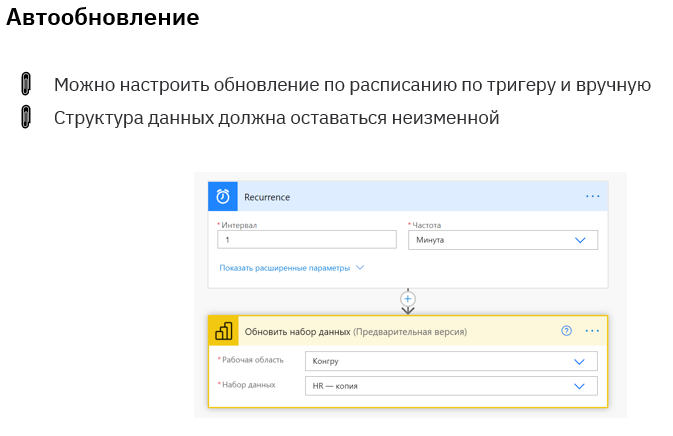 Автообновление
Можно настроить обновление по расписанию по тригеру и вручную
Структура данных должна оставаться неизменной
Recurrence
* Интервал * Частота
1 Минута
Показать расширенные параметры
Обновить набор данных (Предварительная версия)
* Рабочая область Конгру
* Набор данных HR — копия